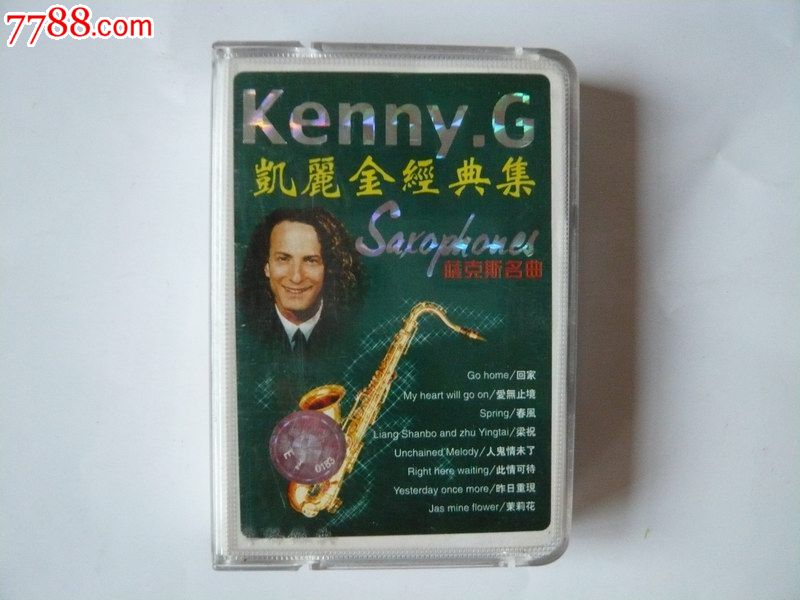 7788.com
Kenny.G
凱麗金經典集
Saxophones
薩克斯名曲
Go home/回家
My heart will go on/愛無止境
Spring/春風
Liang Shanbo and zhu Yingtai/梁祝
Unchained Melody/人鬼情未了
Right here waiting/此情可待
Yesterday once more/昨日重現
Jas mine flower/茉莉花
E 0183